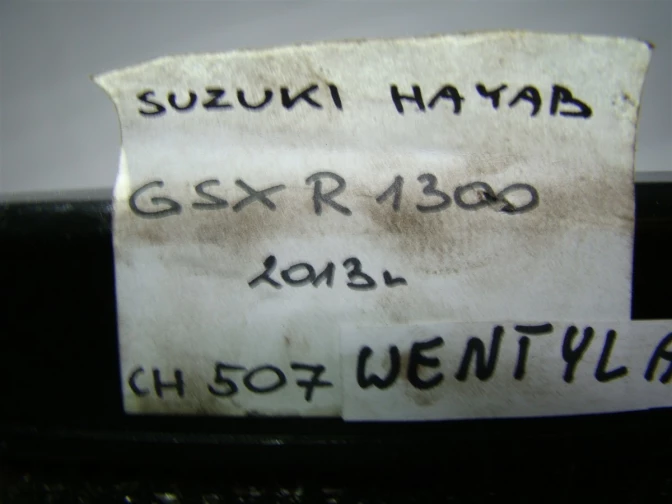 SUZUKI HAYAB
GSX R 1300
2013r
CH 507 WENTYLA